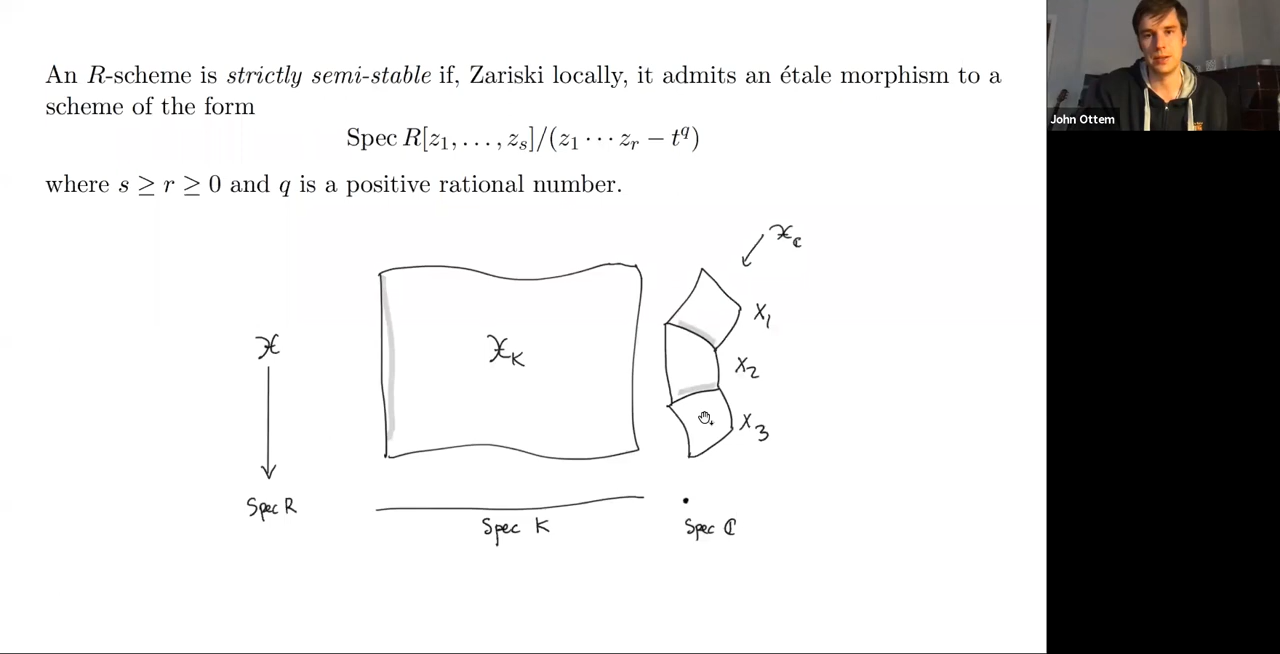 An R-scheme is strictly semi-stable if, Zariski locally, it admits an étale morphism to a
scheme of the form
Spec R[z₁, …, zₛ]/(z₁ ⋯ zᵣ − t^q)
where s ≥ r ≥ 0 and q is a positive rational number.
𝒳_ℂ
X₁
𝒳
𝒳_K
X₂
X₃
Spec R
Spec K
Spec ℂ
John Ottem